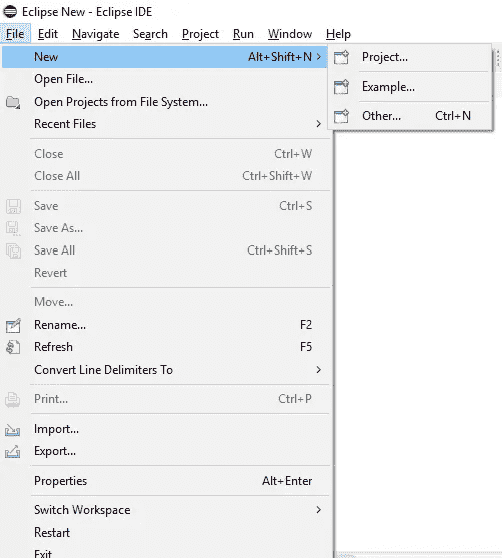 Eclipse New - Eclipse IDE
File Edit Navigate Search Project Run Window Help
New Alt+Shift+N >
Project...
Example...
Other... Ctrl+N
Open File...
Open Projects from File System...
Recent Files >
Close Ctrl+W
Close All Ctrl+Shift+W
Save Ctrl+S
Save As...
Save All Ctrl+Shift+S
Revert
Move...
Rename... F2
Refresh F5
Convert Line Delimiters To >
Print... Ctrl+P
Import...
Export...
Properties Alt+Enter
Switch Workspace >
Restart
Exit